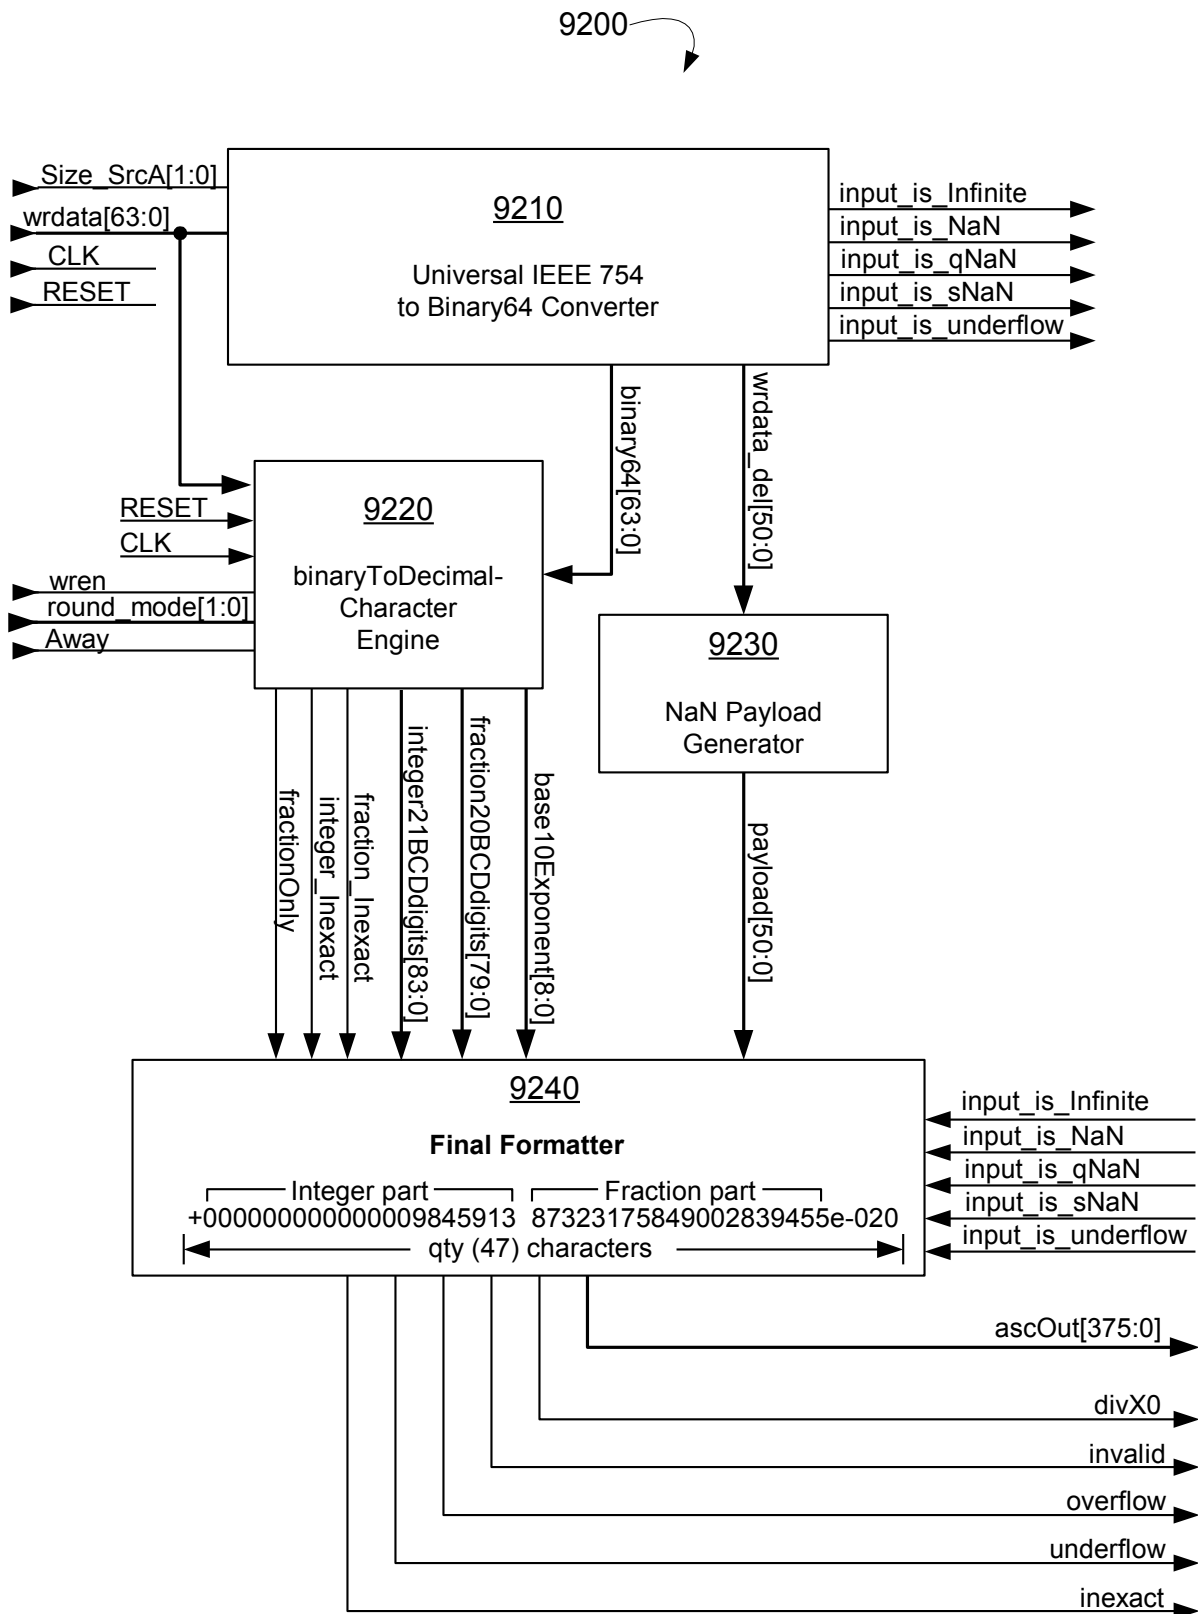 9200
Size_SrcA[1:0]
wrdata[63:0]
CLK
RESET
9210
Universal IEEE 754
to Binary64 Converter
input_is_Infinite
input_is_NaN
input_is_qNaN
input_is_sNaN
input_is_underflow
binary64[63:0]
wrdata_del[50:0]
RESET
CLK
wren
round_mode[1:0]
Away
9220
binaryToDecimal-
Character
Engine
9230
NaN Payload
Generator
fractionOnly
integer_Inexact
fraction_Inexact
integer21BCDdigits[83:0]
fraction20BCDdigits[79:0]
base10Exponent[8:0]
payload[50:0]
9240
Final Formatter
Integer part Fraction part
+000000000000009845913 87323175849002839455e-020
qty (47) characters
input_is_Infinite
input_is_NaN
input_is_qNaN
input_is_sNaN
input_is_underflow
ascOut[375:0]
divX0
invalid
overflow
underflow
inexact